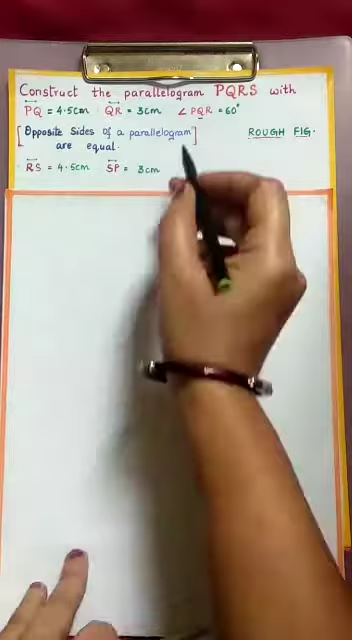 Construct the parallelogram PQRS with
PQ = 4.5cm QR = 3cm ∠PQR = 60°
[Opposite sides of a parallelogram] ROUGH FIG.
are equal.
RS = 4.5cm SP = 3cm